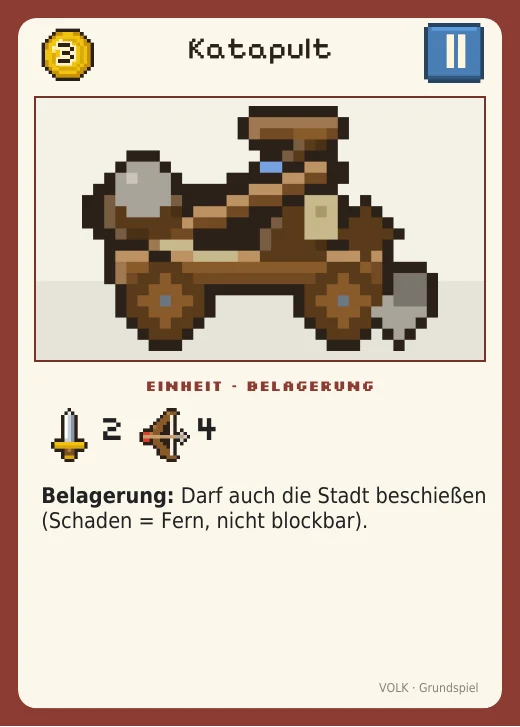 3 Katapult II
EINHEIT · BELAGERUNG
2 4
Belagerung: Darf auch die Stadt beschießen
(Schaden = Fern, nicht blockbar).
VOLK · Grundspiel